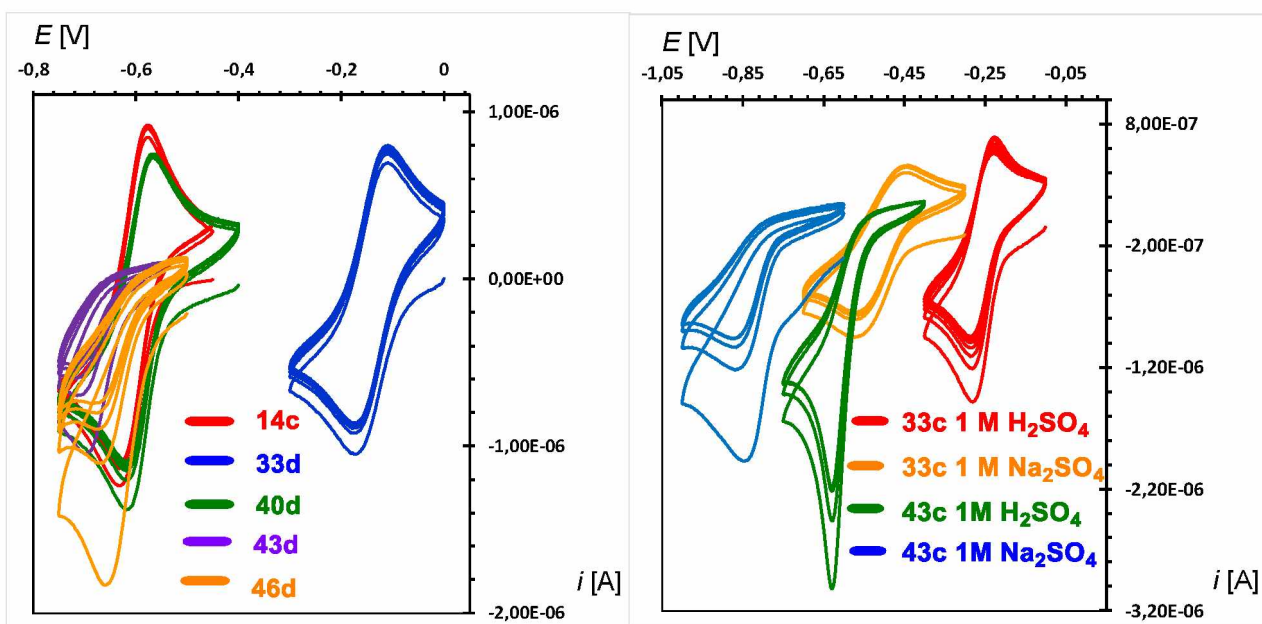 E [V]
-0,8 -0,6 -0,4 -0,2 0
1,00E-06
0,00E+00
-1,00E-06
-2,00E-06
14c
33d
40d
43d
46d
i [A]
E [V]
-1,05 -0,85 -0,65 -0,45 -0,25 -0,05
8,00E-07
-2,00E-07
-1,20E-06
-2,20E-06
-3,20E-06
33c 1 M H₂SO₄
33c 1 M Na₂SO₄
43c 1M H₂SO₄
43c 1M Na₂SO₄
i [A]